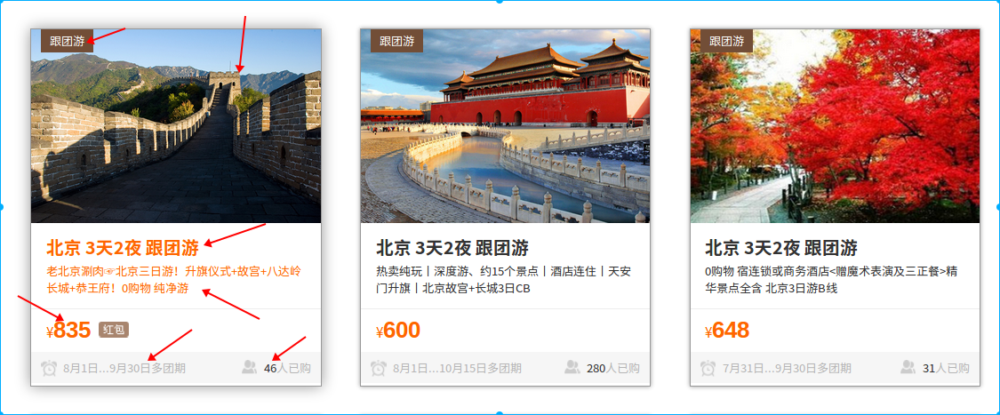 跟团游
北京 3天2夜 跟团游
老北京涮肉☞北京三日游！升旗仪式+故宫+八达岭
长城+恭王府！0购物 纯净游
¥835 红包
8月1日...9月30日多团期 46人已购
跟团游
北京 3天2夜 跟团游
热卖纯玩丨深度游、约15个景点丨酒店连住丨天安
门升旗丨北京故宫+长城3日CB
¥600
8月1日...10月15日多团期 280人已购
跟团游
北京 3天2夜 跟团游
0购物 宿连锁或商务酒店<赠魔术表演及三正餐>精
华景点全含 北京3日游B线
¥648
7月31日...9月30日多团期 31人已购